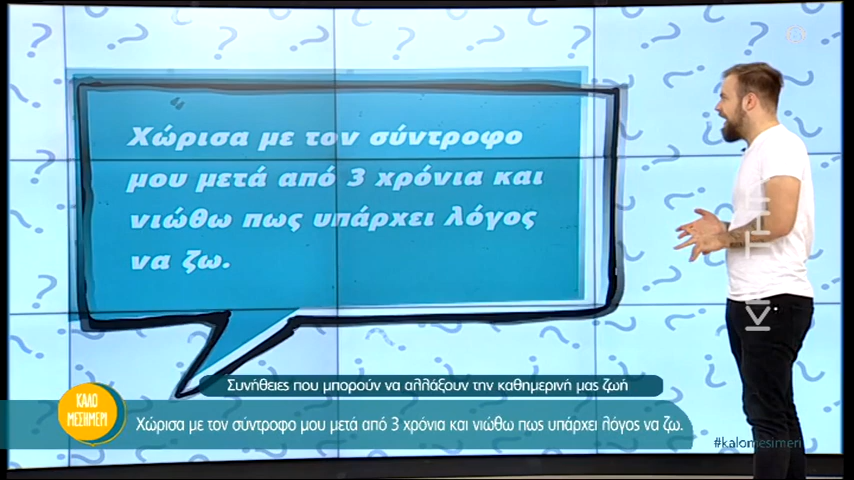 Χώρισα με τον σύντροφο
μου μετά από 3 χρόνια και
νιώθω πως υπάρχει λόγος
να ζω.
Συνήθειες που μπορούν να αλλάξουν την καθημερινή μας ζωή
ΚΑΛΟ
ΜΕΣΗΜΕΡΙ
Χώρισα με τον σύντροφο μου μετά από 3 χρόνια και νιώθω πως υπάρχει λόγος να ζω.
#kalomesimeri